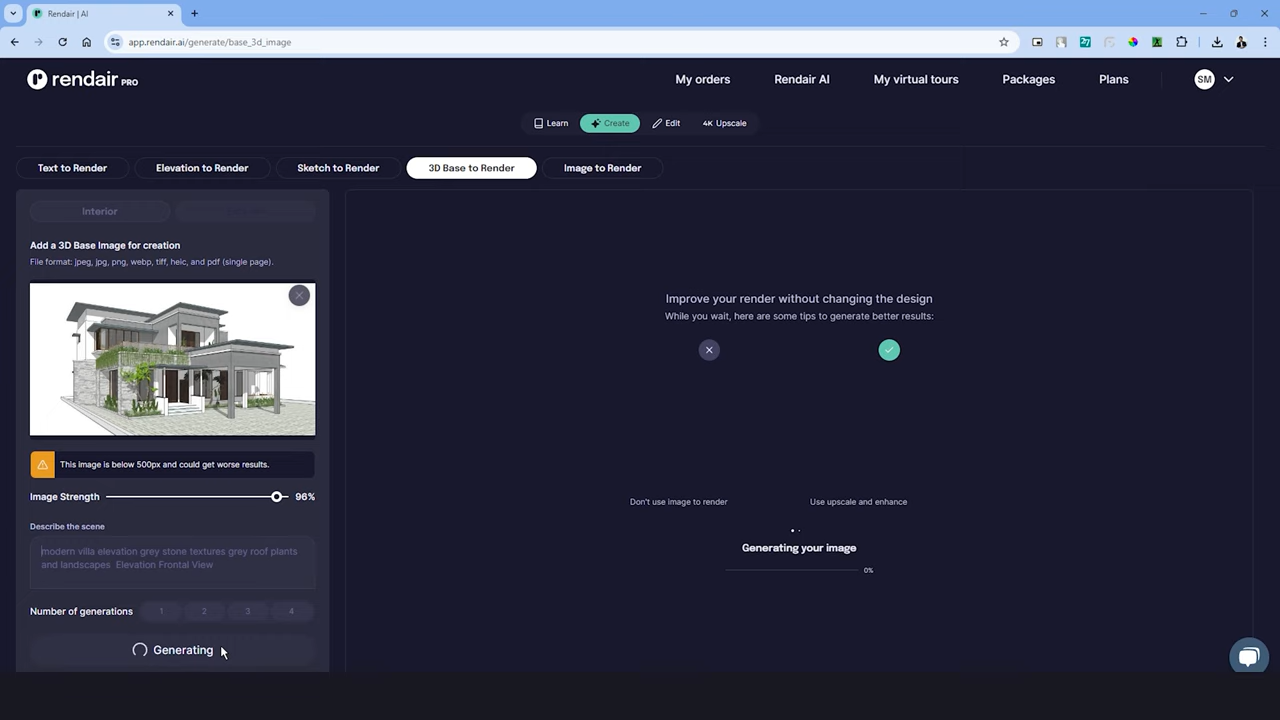 Rendair | AI
app.rendair.ai/generate/base_3d_image
rendair PRO
My orders
Rendair AI
My virtual tours
Packages
Plans
SM
Learn
Create
Edit
4K Upscale
Text to Render
Elevation to Render
Sketch to Render
3D Base to Render
Image to Render
Interior
Add a 3D Base Image for creation
File format: jpeg, jpg, png, webp, tiff, heic, and pdf (single page).
This image is below 500px and could get worse results.
Image Strength
96%
Describe the scene
modern villa elevation grey stone textures grey roof plants
and landscapes Elevation Frontal View
Number of generations
1
2
3
4
Generating
Improve your render without changing the design
While you wait, here are some tips to generate better results:
Don't use image to render
Use upscale and enhance
Generating your image
0%